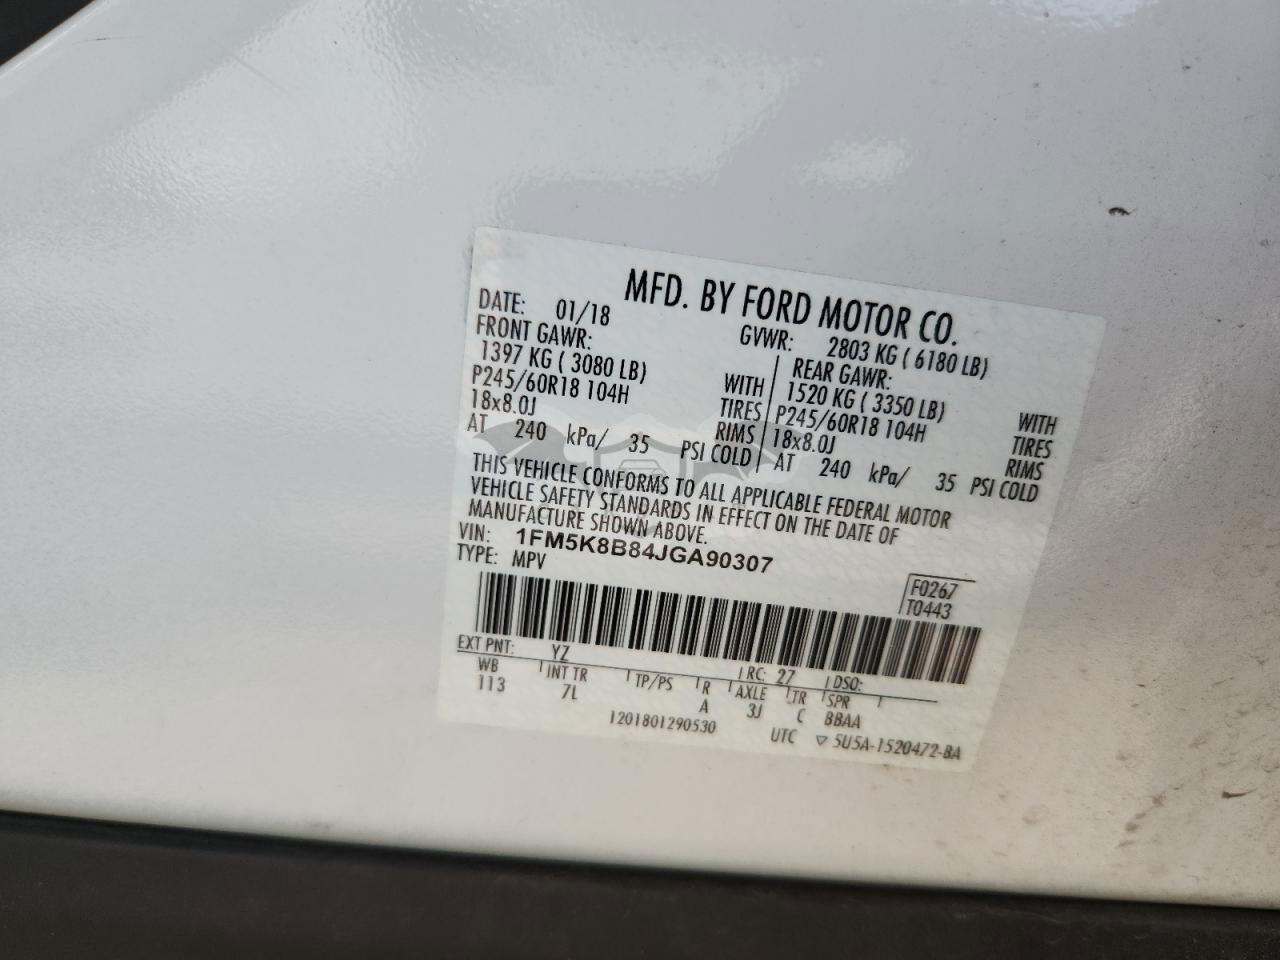 MFD. BY FORD MOTOR CO.
DATE: 01/18 GVWR: 2803 KG ( 6180 LB)
FRONT GAWR: REAR GAWR:
1397 KG ( 3080 LB) WITH 1520 KG ( 3350 LB) WITH
P245/60R18 104H TIRES P245/60R18 104H TIRES
18x8.0J RIMS 18x8.0J RIMS
AT 240 kPa/ 35 PSI COLD AT 240 kPa/ 35 PSI COLD
THIS VEHICLE CONFORMS TO ALL APPLICABLE FEDERAL MOTOR
VEHICLE SAFETY STANDARDS IN EFFECT ON THE DATE OF
MANUFACTURE SHOWN ABOVE.
VIN: 1FM5K8B84JGA90307
TYPE: MPV
F0267
T0443
EXT PNT: YZ RC: 27 DSO:
WB INT TR TP/PS R AXLE TR SPR
113 7L A 3J C BBAA
1201801290530 UTC ▽ 5U5A-1520472-BA